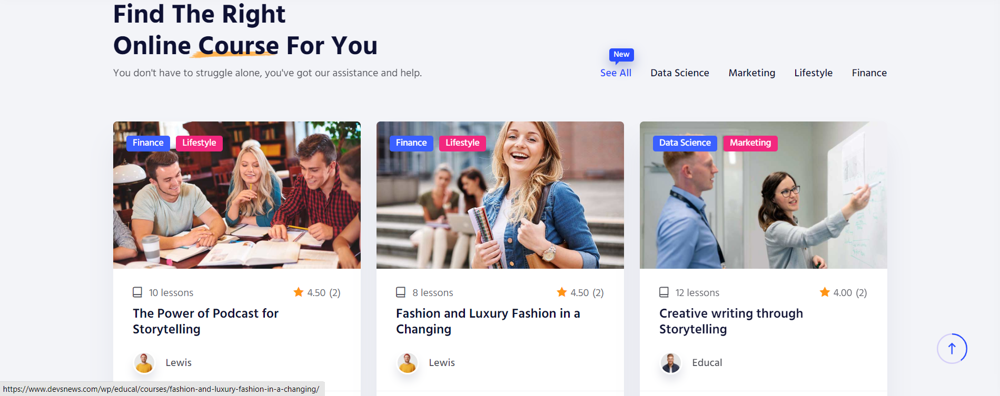 Find The Right
Online Course For You
You don't have to struggle alone, you've got our assistance and help.
New
See All Data Science Marketing Lifestyle Finance
Finance Lifestyle
10 lessons 4.50 (2)
The Power of Podcast for
Storytelling
Lewis
Finance Lifestyle
8 lessons 4.50 (2)
Fashion and Luxury Fashion in a
Changing
Lewis
Data Science Marketing
12 lessons 4.00 (2)
Creative writing through
Storytelling
Educal
https://www.devsnews.com/wp/educal/courses/fashion-and-luxury-fashion-in-a-changing/